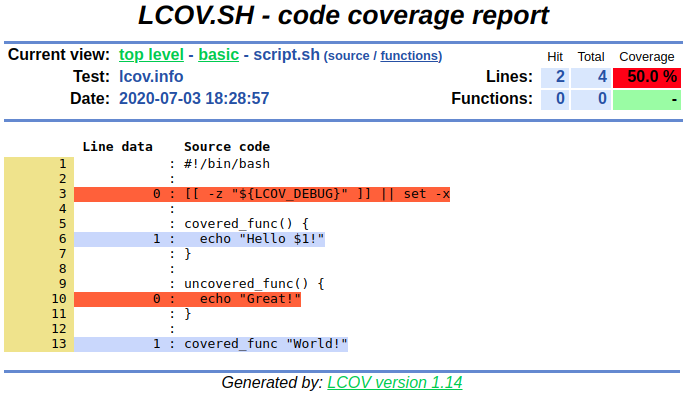 LCOV.SH - code coverage report
Current view: top level - basic - script.sh (source / functions) Hit Total Coverage
Test: lcov.info Lines: 2 4 50.0 %
Date: 2020-07-03 18:28:57 Functions: 0 0 -
Line data Source code
1 : #!/bin/bash
2 :
3 0 : [[ -z "${LCOV_DEBUG}" ]] || set -x
4 :
5 : covered_func() {
6 1 :   echo "Hello $1!"
7 : }
8 :
9 : uncovered_func() {
10 0 :   echo "Great!"
11 : }
12 :
13 1 : covered_func "World!"
Generated by: LCOV version 1.14